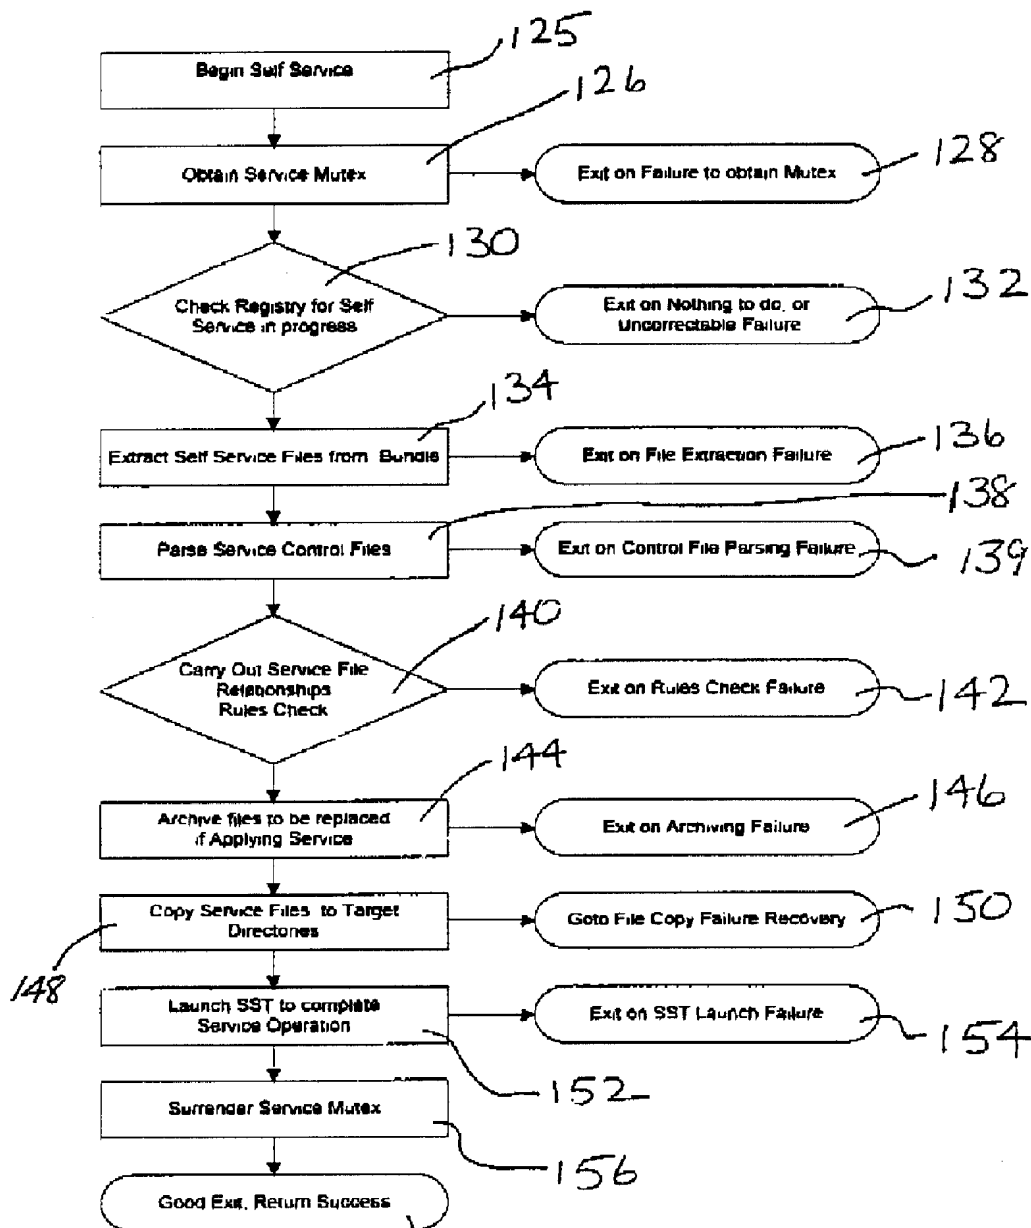 125
Begin Self Service
126
Obtain Service Mutex
Exit on Failure to obtain Mutex
128
130
Check Registry for Self
Service in progress
Exit on Nothing to do, or
Uncorrectable Failure
132
134
Extract Self Service Files from Bundle
Exit on File Extraction Failure
136
138
Parse Service Control Files
Exit on Control File Parsing Failure
139
140
Carry Out Service File
Relationships
Rules Check
Exit on Rules Check Failure
142
144
Archive files to be replaced
if Applying Service
Exit on Archiving Failure
146
Copy Service Files to Target
Directories
Goto File Copy Failure Recovery
150
148
Launch SST to complete
Service Operation
Exit on SST Launch Failure
154
152
Surrender Service Mutex
156
Good Exit, Return Success